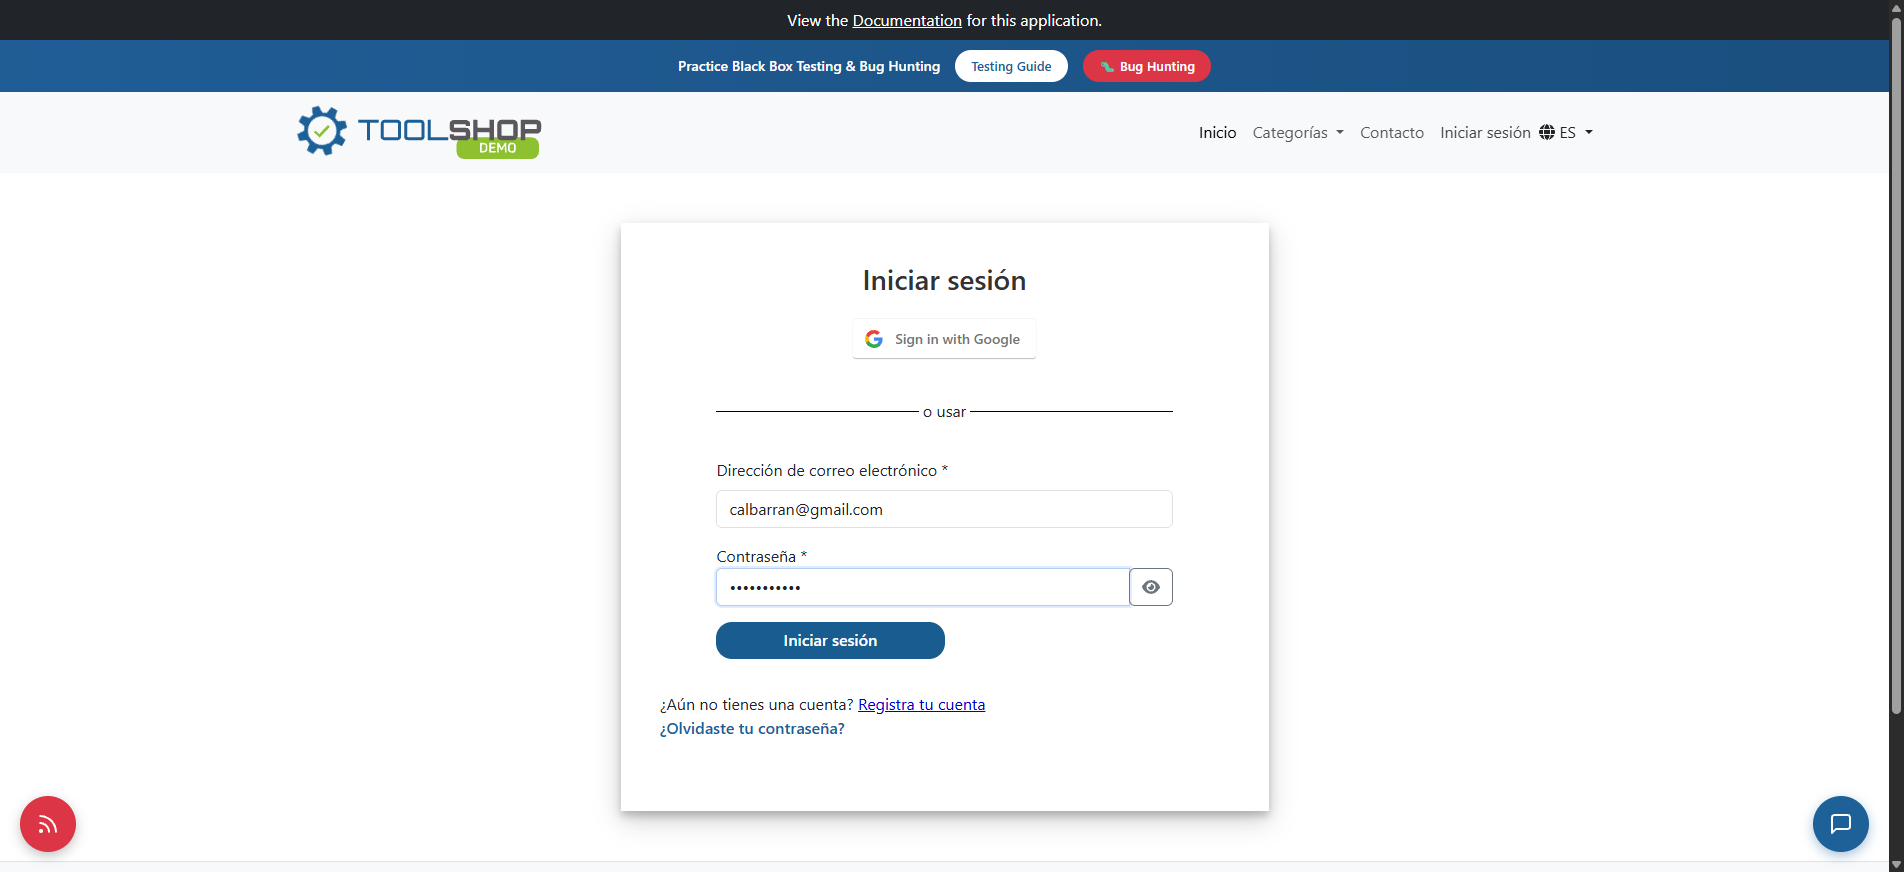 View the Documentation for this application.
Practice Black Box Testing & Bug Hunting Testing Guide Bug Hunting
TOOLSHOP
DEMO
Inicio Categorías Contacto Iniciar sesión ES
Iniciar sesión
Sign in with Google
o usar
Dirección de correo electrónico *
calbarran@gmail.com
Contraseña *
•••••••••••
Iniciar sesión
¿Aún no tienes una cuenta? Registra tu cuenta
¿Olvidaste tu contraseña?